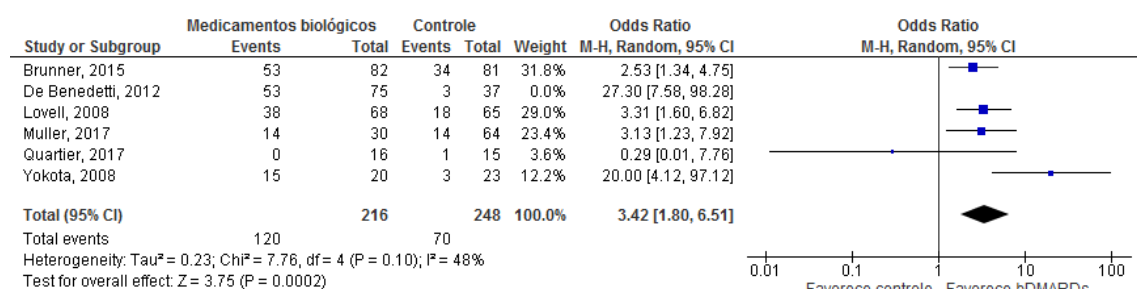 Medicamentos biológicos Controle Odds Ratio Odds Ratio
Study or Subgroup Events Total Events Total Weight M-H, Random, 95% CI M-H, Random, 95% CI
Brunner, 2015 53 82 34 81 31.8% 2.53 [1.34, 4.75]
De Benedetti, 2012 53 75 3 37 0.0% 27.30 [7.58, 98.28]
Lovell, 2008 38 68 18 65 29.0% 3.31 [1.60, 6.82]
Muller, 2017 14 30 14 64 23.4% 3.13 [1.23, 7.92]
Quartier, 2017 0 16 1 15 3.6% 0.29 [0.01, 7.76]
Yokota, 2008 15 20 3 23 12.2% 20.00 [4.12, 97.12]
Total (95% CI) 216 248 100.0% 3.42 [1.80, 6.51]
Total events 120 70
Heterogeneity: Tau² = 0.23; Chi² = 7.76, df = 4 (P = 0.10); I² = 48%
Test for overall effect: Z = 3.75 (P = 0.0002)
0.01 0.1 1 10 100
Favorece controle Favorece bDMARDs